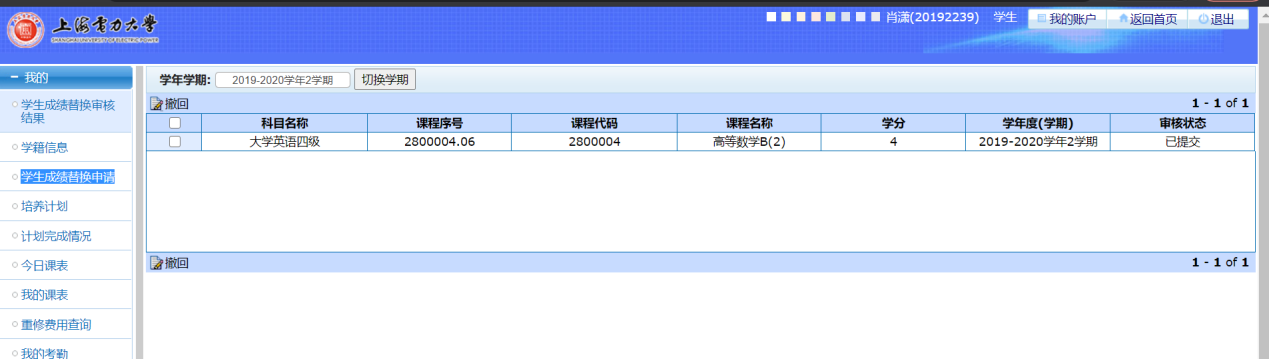 上海电力大学
SHANGHAI UNIVERSITY OF ELECTRIC POWER
肖潇(20192239) 学生 我的账户 返回首页 退出
我的
学生成绩替换审核
结果
学籍信息
学生成绩替换申请
培养计划
计划完成情况
今日课表
我的课表
重修费用查询
我的考勤
学年学期: 2019-2020学年2学期 切换学期
撤回 1 - 1 of 1
科目名称 课程序号 课程代码 课程名称 学分 学年度(学期) 审核状态
大学英语四级 2800004.06 2800004 高等数学B(2) 4 2019-2020学年2学期 已提交
撤回 1 - 1 of 1